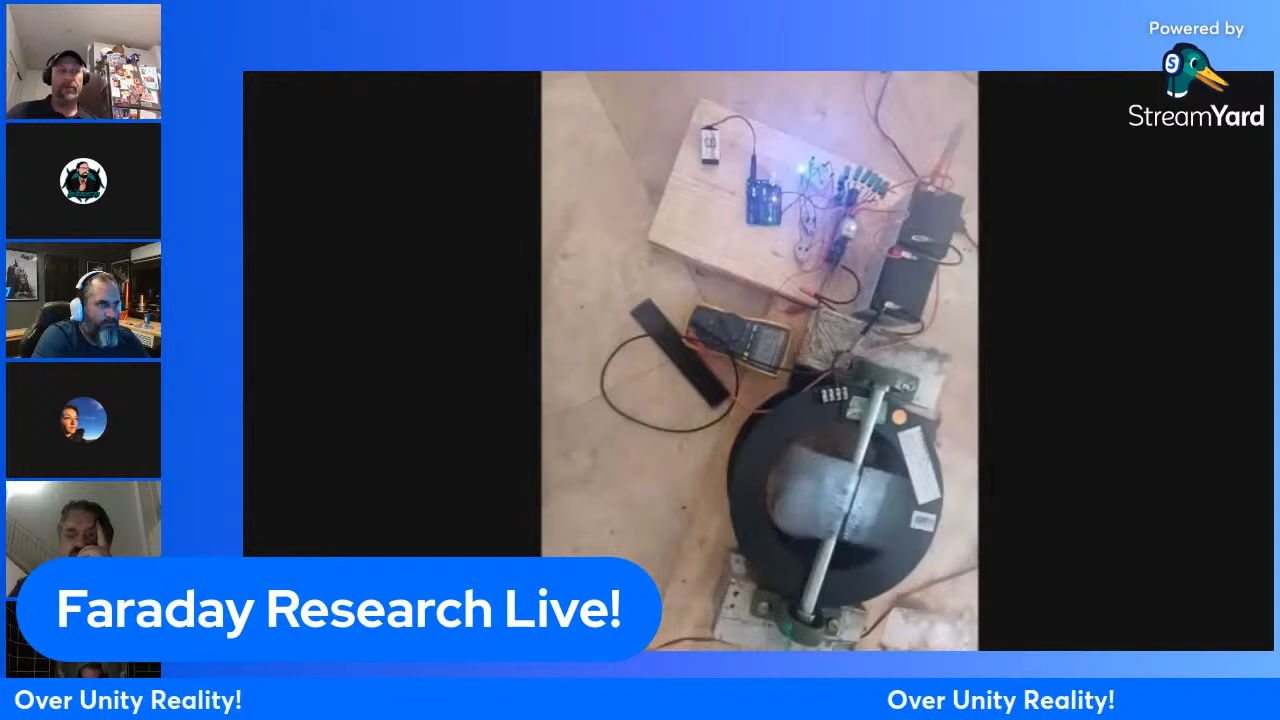 Powered by
S
StreamYard
Faraday Research Live!
Over Unity Reality!
Over Unity Reality!